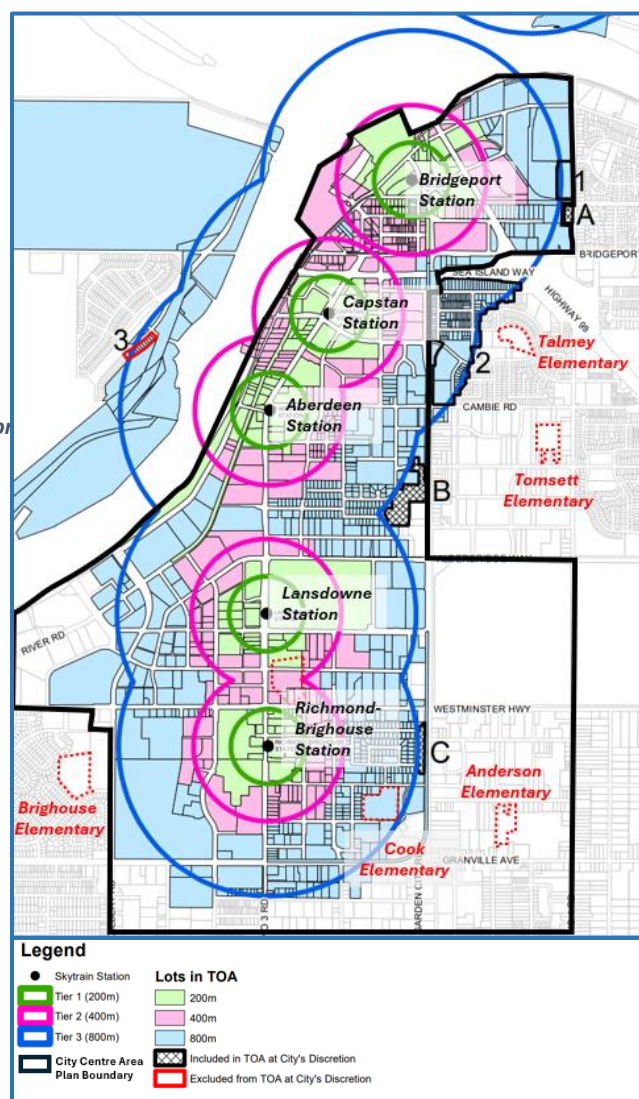 Bridgeport
Station
1
A
BRIDGEPORT
SEA ISLAND WAY
HIGHWAY 99
Capstan
Station
Talmey
Elementary
3
2
Aberdeen
Station
CAMBIE RD
Tomsett
Elementary
B
Lansdowne
Station
RIVER RD
Richmond-
Brighouse
Station
WESTMINSTER HWY
C
Brighouse
Elementary
Anderson
Elementary
Cook
Elementary
GRANVILLE AVE
Legend
Skytrain Station
Tier 1 (200m)
Tier 2 (400m)
Tier 3 (800m)
City Centre Area
Plan Boundary
Lots in TOA
200m
400m
800m
Included in TOA at City's Discretion
Excluded from TOA at City's Discretion